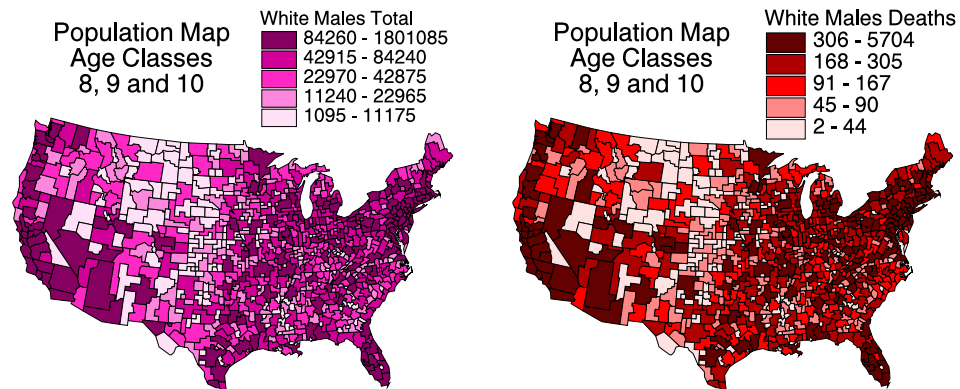 Population Map
Age Classes
8, 9 and 10
White Males Total
84260 - 1801085
42915 - 84240
22970 - 42875
11240 - 22965
1095 - 11175
Population Map
Age Classes
8, 9 and 10
White Males Deaths
306 - 5704
168 - 305
91 - 167
45 - 90
2 - 44